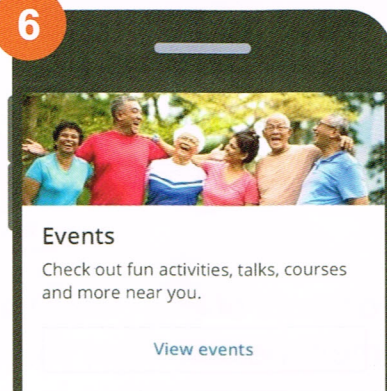 6
Events
Check out fun activities, talks, courses
and more near you.
View events